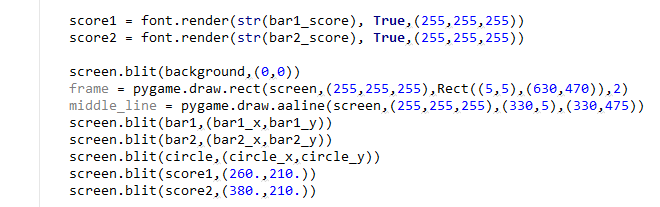 score1 = font.render(str(bar1_score), True,(255,255,255))
score2 = font.render(str(bar2_score), True,(255,255,255))
screen.blit(background,(0,0))
frame = pygame.draw.rect(screen,(255,255,255),Rect((5,5),(630,470)),2)
middle_line = pygame.draw.aaline(screen,(255,255,255),(330,5),(330,475))
screen.blit(bar1,(bar1_x,bar1_y))
screen.blit(bar2,(bar2_x,bar2_y))
screen.blit(circle,(circle_x,circle_y))
screen.blit(score1,(260.,210.))
screen.blit(score2,(380.,210.))